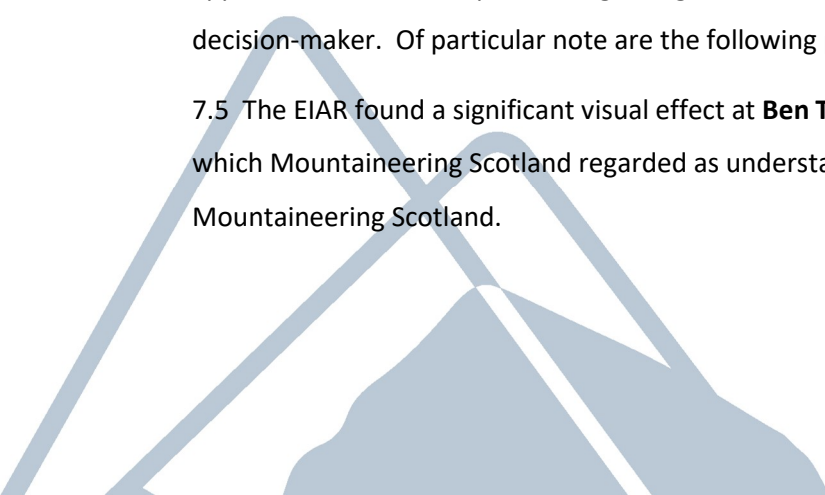 decision-maker. Of particular note are the following
7.5 The EIAR found a significant visual effect at Ben
which Mountaineering Scotland regarded as
Mountaineering Scotland.